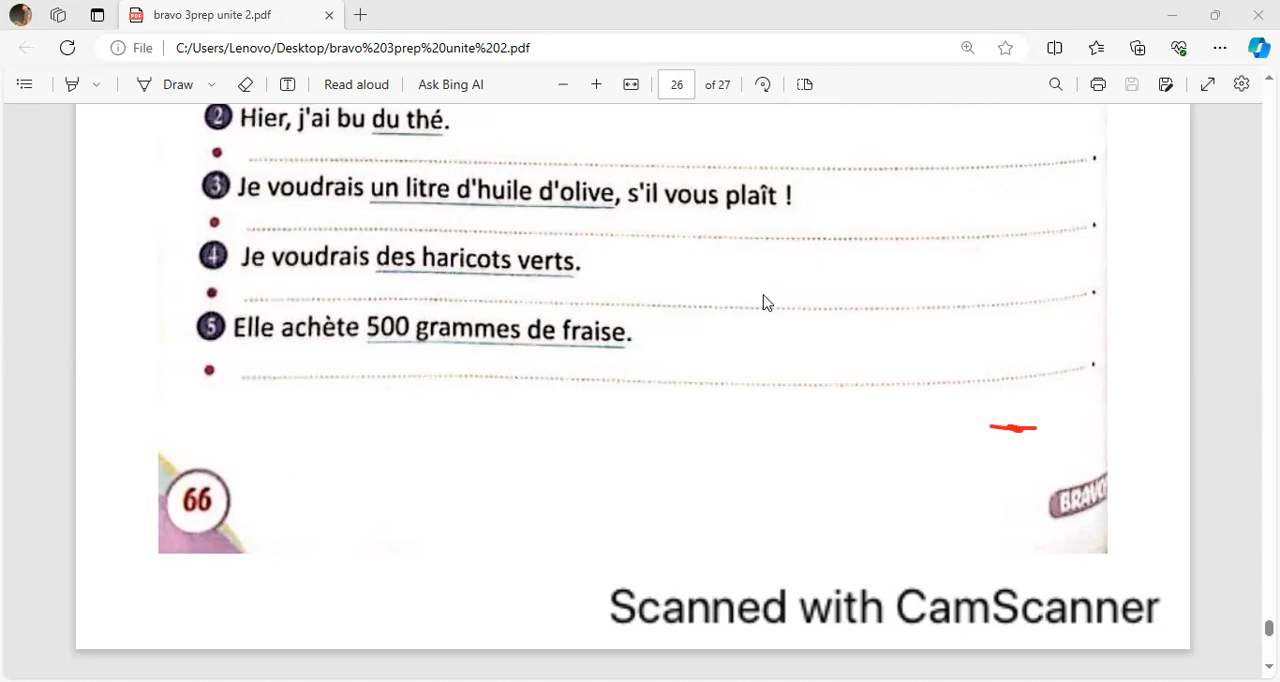 bravo 3prep unite 2.pdf
File
C:/Users/Lenovo/Desktop/bravo%203prep%20unite%202.pdf
Draw
Read aloud
Ask Bing AI
26
of 27
2 Hier, j'ai bu du thé.
3 Je voudrais un litre d'huile d'olive, s'il vous plaît !
4 Je voudrais des haricots verts.
5 Elle achète 500 grammes de fraise.
66
BRAVO
Scanned with CamScanner